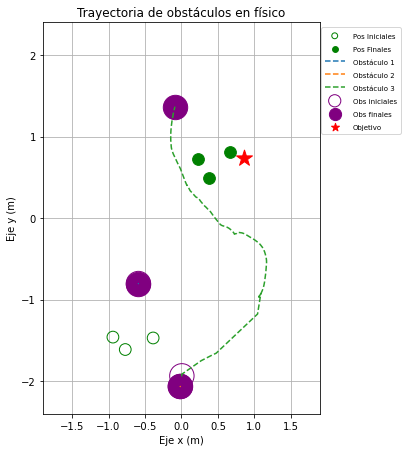 Trayectoria de obstáculos en físico
Pos Iniciales
Pos Finales
Obstáculo 1
Obstáculo 2
Obstáculo 3
Obs iniciales
Obs finales
Objetivo
Eje y (m)
2
1
0
−1
−2
−1.5
−1.0
−0.5
0.0
0.5
1.0
1.5
Eje x (m)